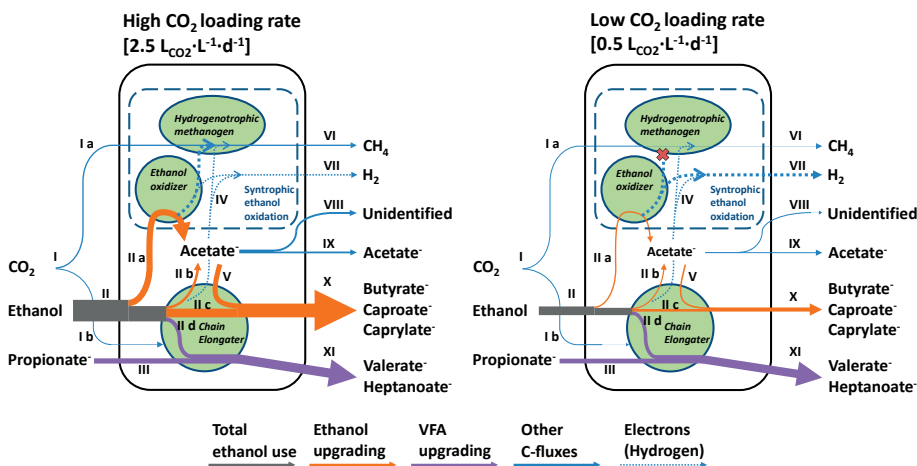 High CO₂ loading rate
[2.5 L_CO2·L⁻¹·d⁻¹]
Hydrogenotrophic
methanogen
I a
VI
CH₄
Ethanol
oxidizer
VII
H₂
IV
Syntrophic
ethanol
oxidation
VIII
Unidentified
Acetate⁻
IX
Acetate⁻
CO₂
I
II a
II b
V
II
X
Butyrate⁻
Ethanol
II c
Caproate⁻
II d
Caprylate⁻
Chain
Elongater
I b
XI
Propionate⁻
III
Valerate⁻
Heptanoate⁻
Low CO₂ loading rate
[0.5 L_CO2·L⁻¹·d⁻¹]
Hydrogenotrophic
methanogen
I a
VI
CH₄
Ethanol
oxidizer
VII
H₂
IV
Syntrophic
ethanol
oxidation
VIII
Unidentified
Acetate⁻
IX
Acetate⁻
CO₂
I
II a
II b
V
II
X
Butyrate⁻
Ethanol
II c
Caproate⁻
II d
Caprylate⁻
Chain
Elongater
I b
XI
Propionate⁻
III
Valerate⁻
Heptanoate⁻
Total
ethanol use
Ethanol
upgrading
VFA
upgrading
Other
C-fluxes
Electrons
(Hydrogen)